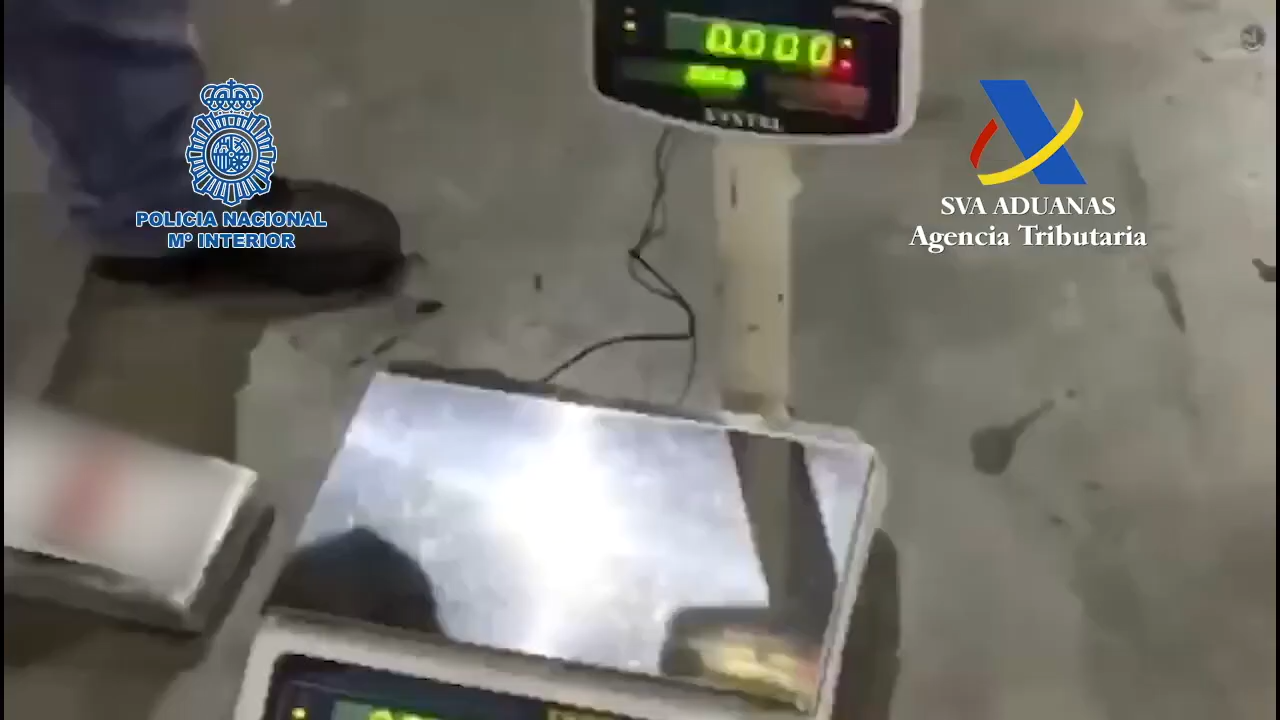 0.000
POLICIA NACIONAL
Mº INTERIOR
SVA ADUANAS
Agencia Tributaria